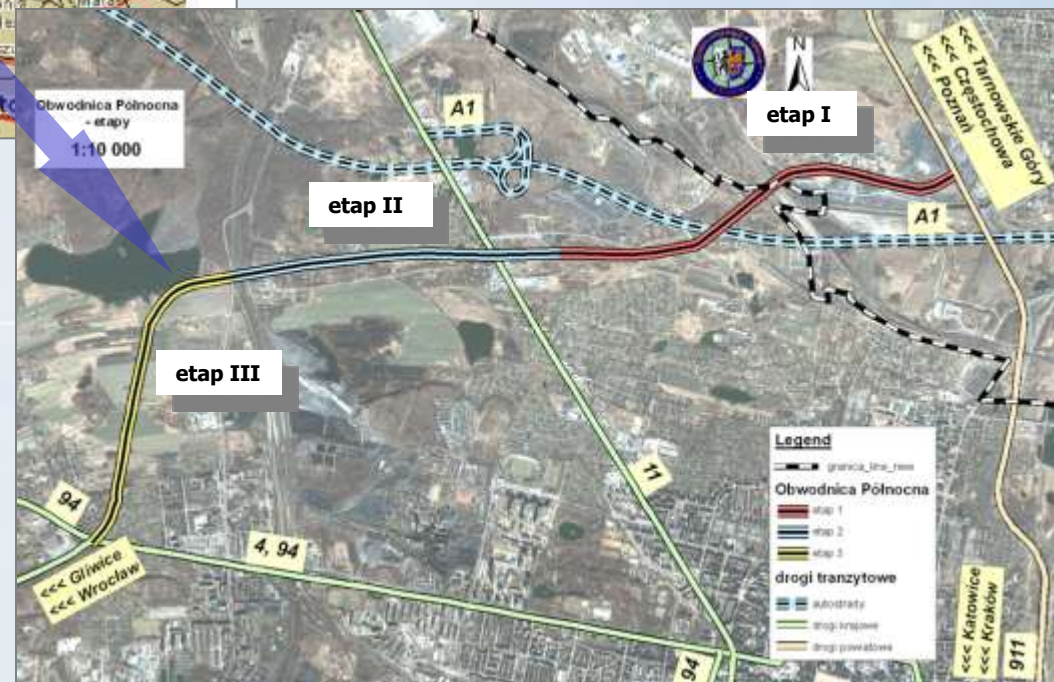 Obwodnica Północna
- etapy
1:10 000
A1
N
etap I
<<< Tarnowskie Góry
<<< Częstochowa
<<< Poznań
etap II
A1
etap III
11
94
4, 94
<<< Gliwice
<<< Wrocław
94
Legend
granica_line_new
Obwodnica Północna
etap 1
etap 2
etap 3
drogi tranzytowe
autostrady
drogi krajowe
drogi powiatowe
<<< Katowice
<<< Kraków
911